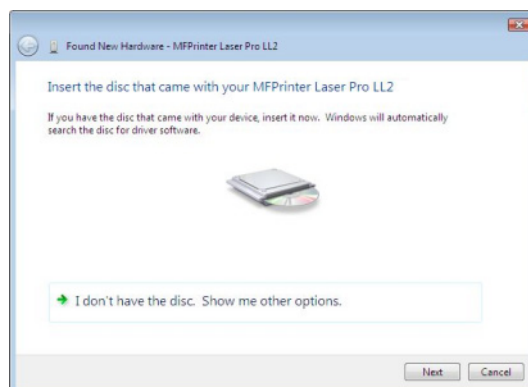 Found New Hardware - MFPrinter Laser Pro LL2
Insert the disc that came with your MFPrinter Laser Pro LL2
If you have the disc that came with your device, insert it now. Windows will automatically
search the disc for driver software.
I don't have the disc. Show me other options.
Next Cancel